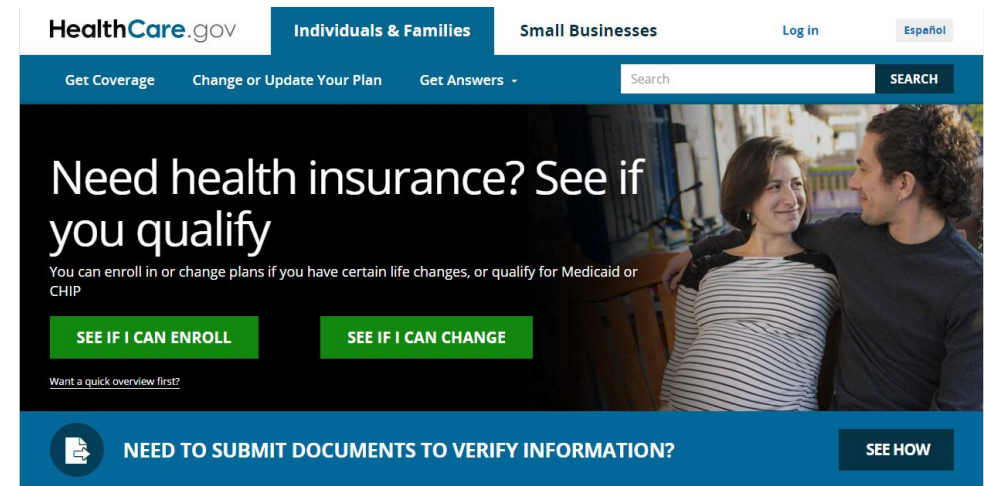 HealthCare.gov
Individuals & Families
Small Businesses
Log in
Español
Get Coverage
Change or Update Your Plan
Get Answers
Search
SEARCH
Need health insurance? See if
you qualify
You can enroll in or change plans if you have certain life changes, or qualify for Medicaid or
CHIP
SEE IF I CAN ENROLL
SEE IF I CAN CHANGE
Want a quick overview first?
NEED TO SUBMIT DOCUMENTS TO VERIFY INFORMATION?
SEE HOW